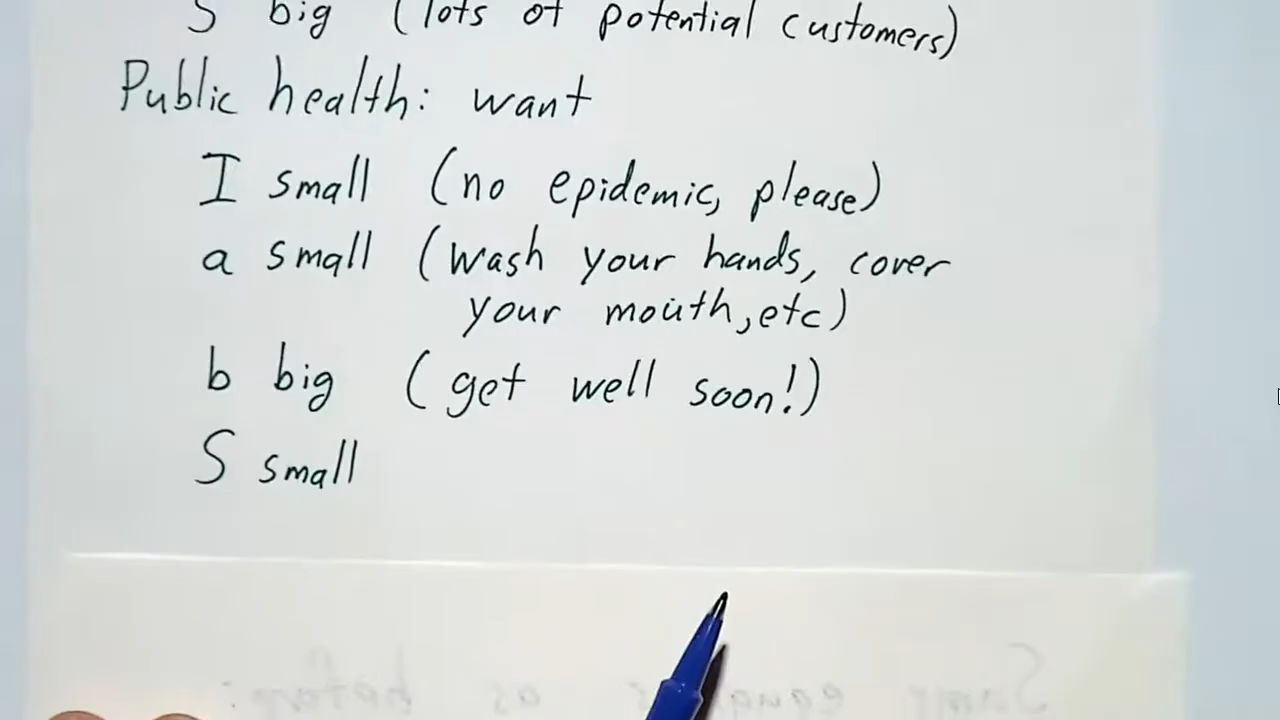 S big (lots of potential customers)
Public health: want
I small (no epidemic, please)
a small (wash your hands, cover
your mouth, etc)
b big (get well soon!)
S small